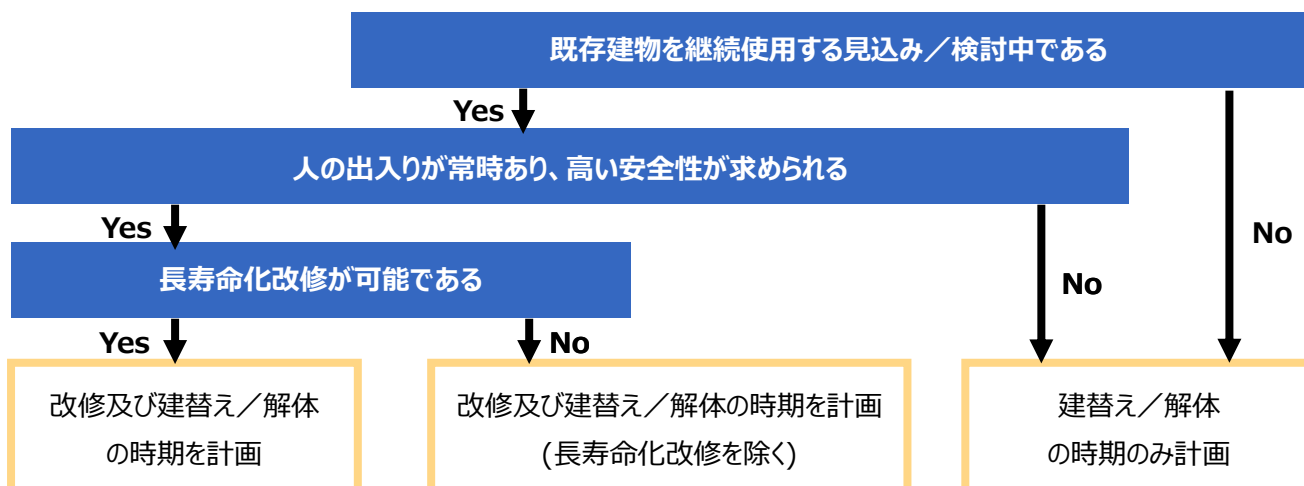 既存建物を継続使用する見込み／検討中である
Yes
人の出入りが常時あり、高い安全性が求められる
Yes
No
長寿命化改修が可能である
No
Yes
No
改修及び建替え／解体
の時期を計画
改修及び建替え／解体の時期を計画
(長寿命化改修を除く)
建替え／解体
の時期のみ計画